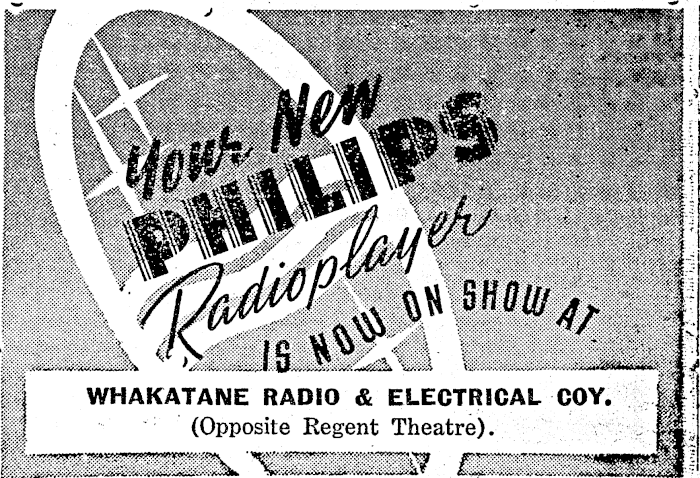 Your New
PHILIPS
Radioplayer
IS NOW ON SHOW AT
WHAKATANE RADIO & ELECTRICAL COY.
(Opposite Regent Theatre).